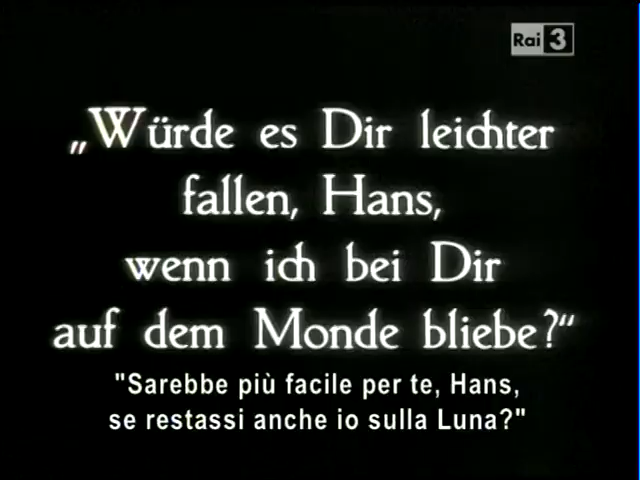 Rai 3
„Würde es Dir leichter
fallen, Hans,
wenn ich bei Dir
auf dem Monde bliebe?“
"Sarebbe più facile per te, Hans,
se restassi anche io sulla Luna?"